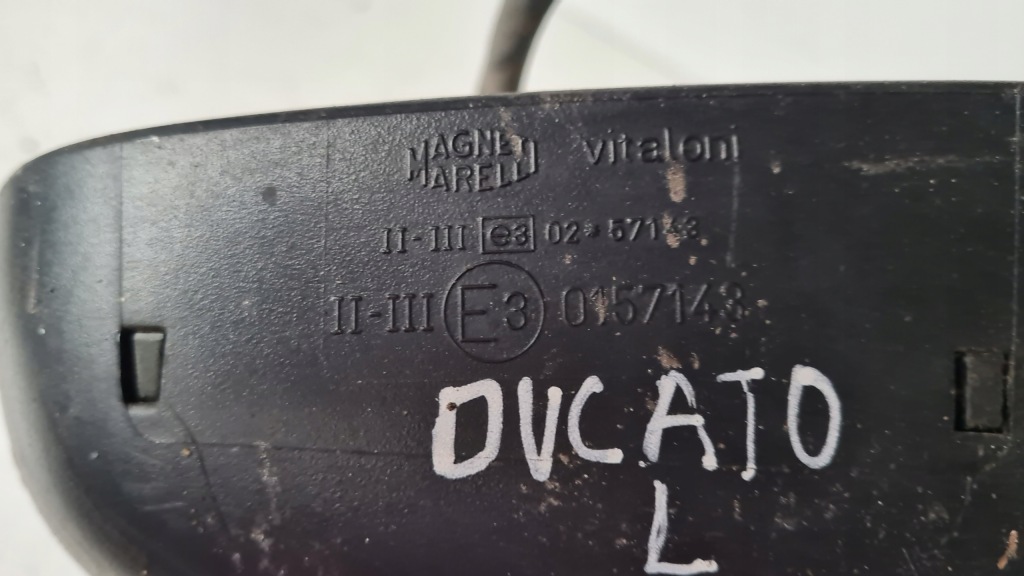 MAGNETI MARELLI vitaloni
II-III e3 02*57143
II-III E3 0157143
DUCATO
L